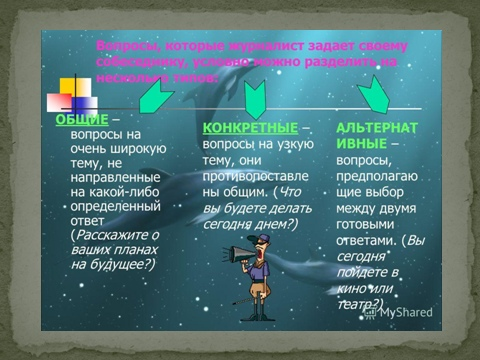 Вопросы, которые журналист задает своему
собеседнику, условно можно разделить на
несколько типов:
ОБЩИЕ –
вопросы на
очень широкую
тему, не
направленные
на какой-либо
определенный
ответ
(Расскажите о
ваших планах
на будущее?)
КОНКРЕТНЫЕ –
вопросы на узкую
тему, они
противопоставле
ны общим. (Что
вы будете делать
сегодня днем?)
АЛЬТЕРНАТ
ИВНЫЕ –
вопросы,
предполагаю
щие выбор
между двумя
готовыми
ответами. (Вы
сегодня
пойдете в
кино или
театр?)
MyShared